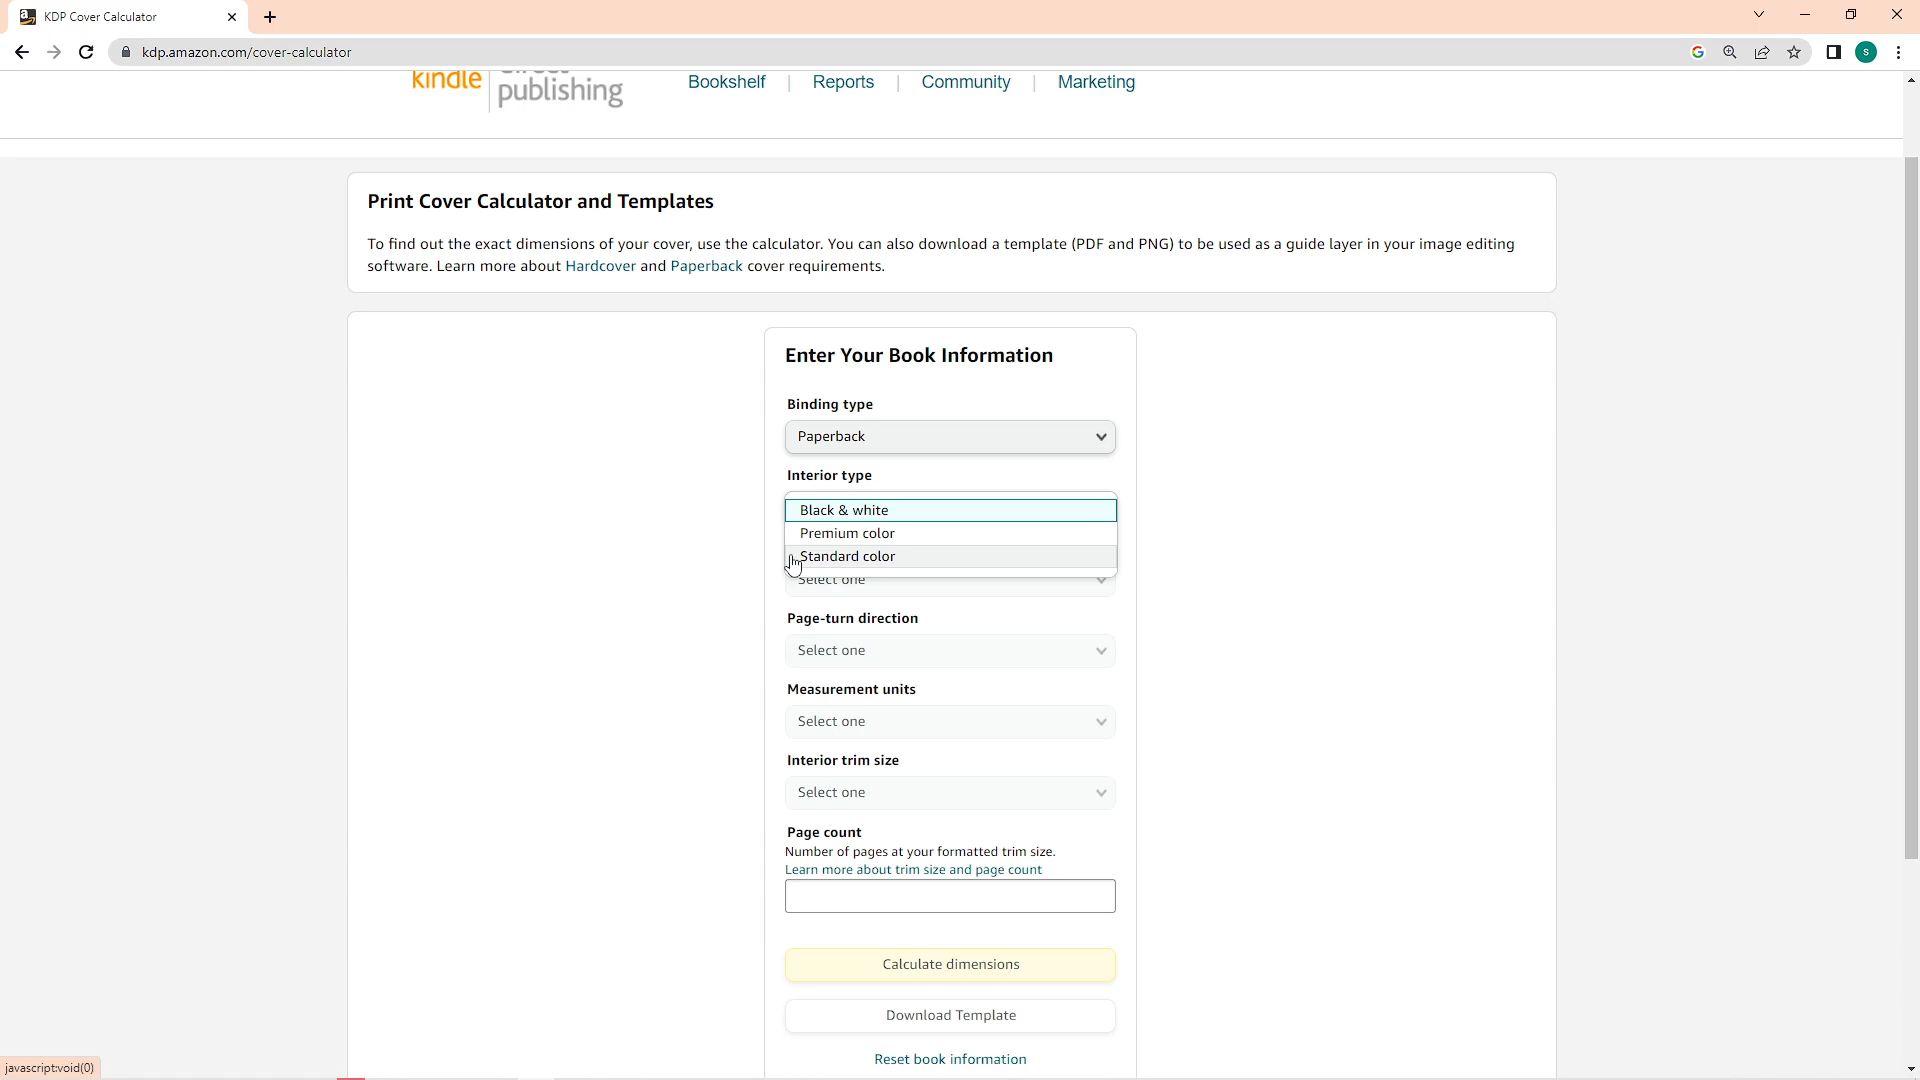 KDP Cover Calculator
kdp.amazon.com/cover-calculator
S
kindle direct publishing
Bookshelf | Reports | Community | Marketing
Print Cover Calculator and Templates
To find out the exact dimensions of your cover, use the calculator. You can also download a template (PDF and PNG) to be used as a guide layer in your image editing
software. Learn more about Hardcover and Paperback cover requirements.
Enter Your Book Information
Binding type
Paperback
Interior type
Black & white
Premium color
Standard color
Select one
Page-turn direction
Select one
Measurement units
Select one
Interior trim size
Select one
Page count
Number of pages at your formatted trim size.
Learn more about trim size and page count
Calculate dimensions
Download Template
Reset book information
javascript:void(0)